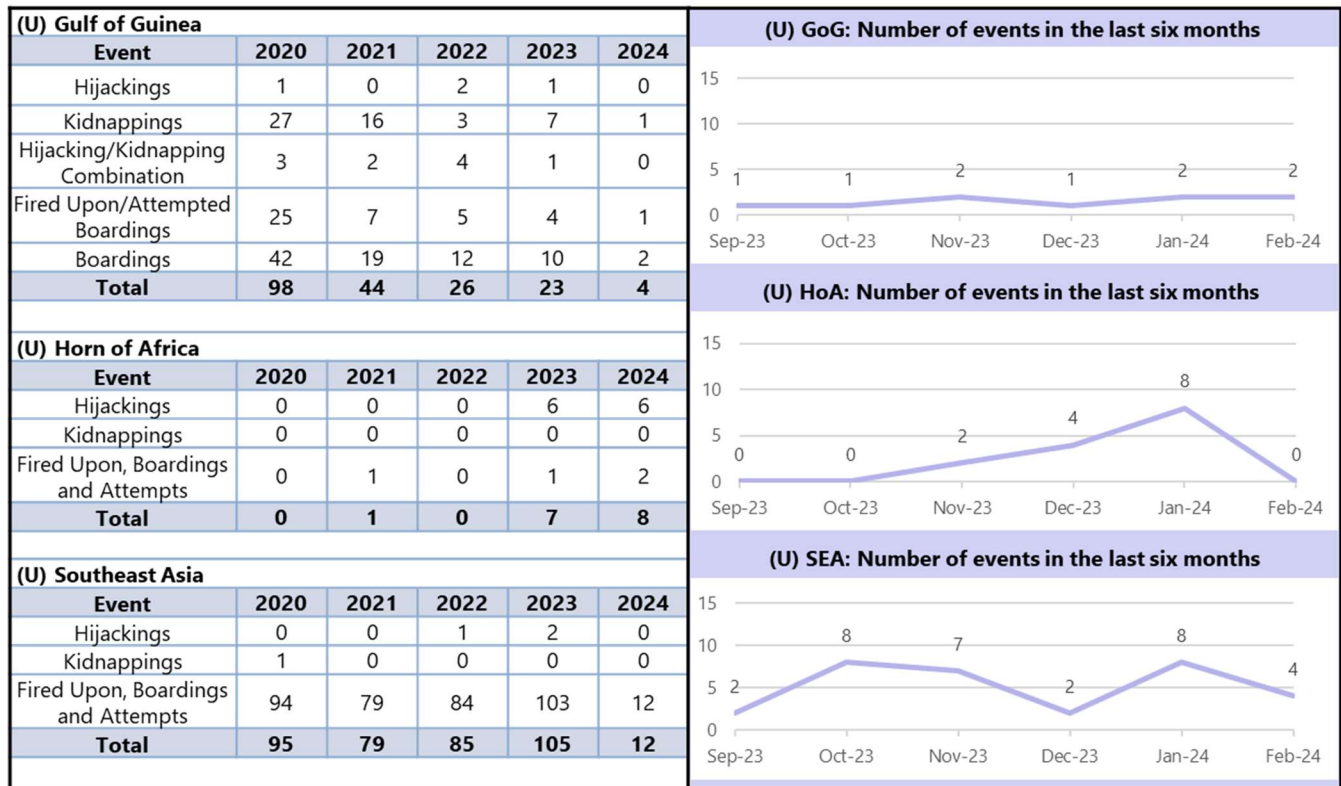 (U) Gulf of Guinea
Event 2020 2021 2022 2023 2024
Hijackings 1 0 2 1 0
Kidnappings 27 16 3 7 1
Hijacking/Kidnapping
Combination 3 2 4 1 0
Fired Upon/Attempted
Boardings 25 7 5 4 1
Boardings 42 19 12 10 2
Total 98 44 26 23 4
(U) Horn of Africa
Event 2020 2021 2022 2023 2024
Hijackings 0 0 0 6 6
Kidnappings 0 0 0 0 0
Fired Upon, Boardings
and Attempts 0 1 0 1 2
Total 0 1 0 7 8
(U) Southeast Asia
Event 2020 2021 2022 2023 2024
Hijackings 0 0 1 2 0
Kidnappings 1 0 0 0 0
Fired Upon, Boardings
and Attempts 94 79 84 103 12
Total 95 79 85 105 12
(U) GoG: Number of events in the last six months
15
10
5
0
1 1 2 1 2 2
Sep-23 Oct-23 Nov-23 Dec-23 Jan-24 Feb-24
(U) HoA: Number of events in the last six months
15
10
5
0
0 0 2 4 8 0
Sep-23 Oct-23 Nov-23 Dec-23 Jan-24 Feb-24
(U) SEA: Number of events in the last six months
15
10
5
0
2 8 7 2 8 4
Sep-23 Oct-23 Nov-23 Dec-23 Jan-24 Feb-24